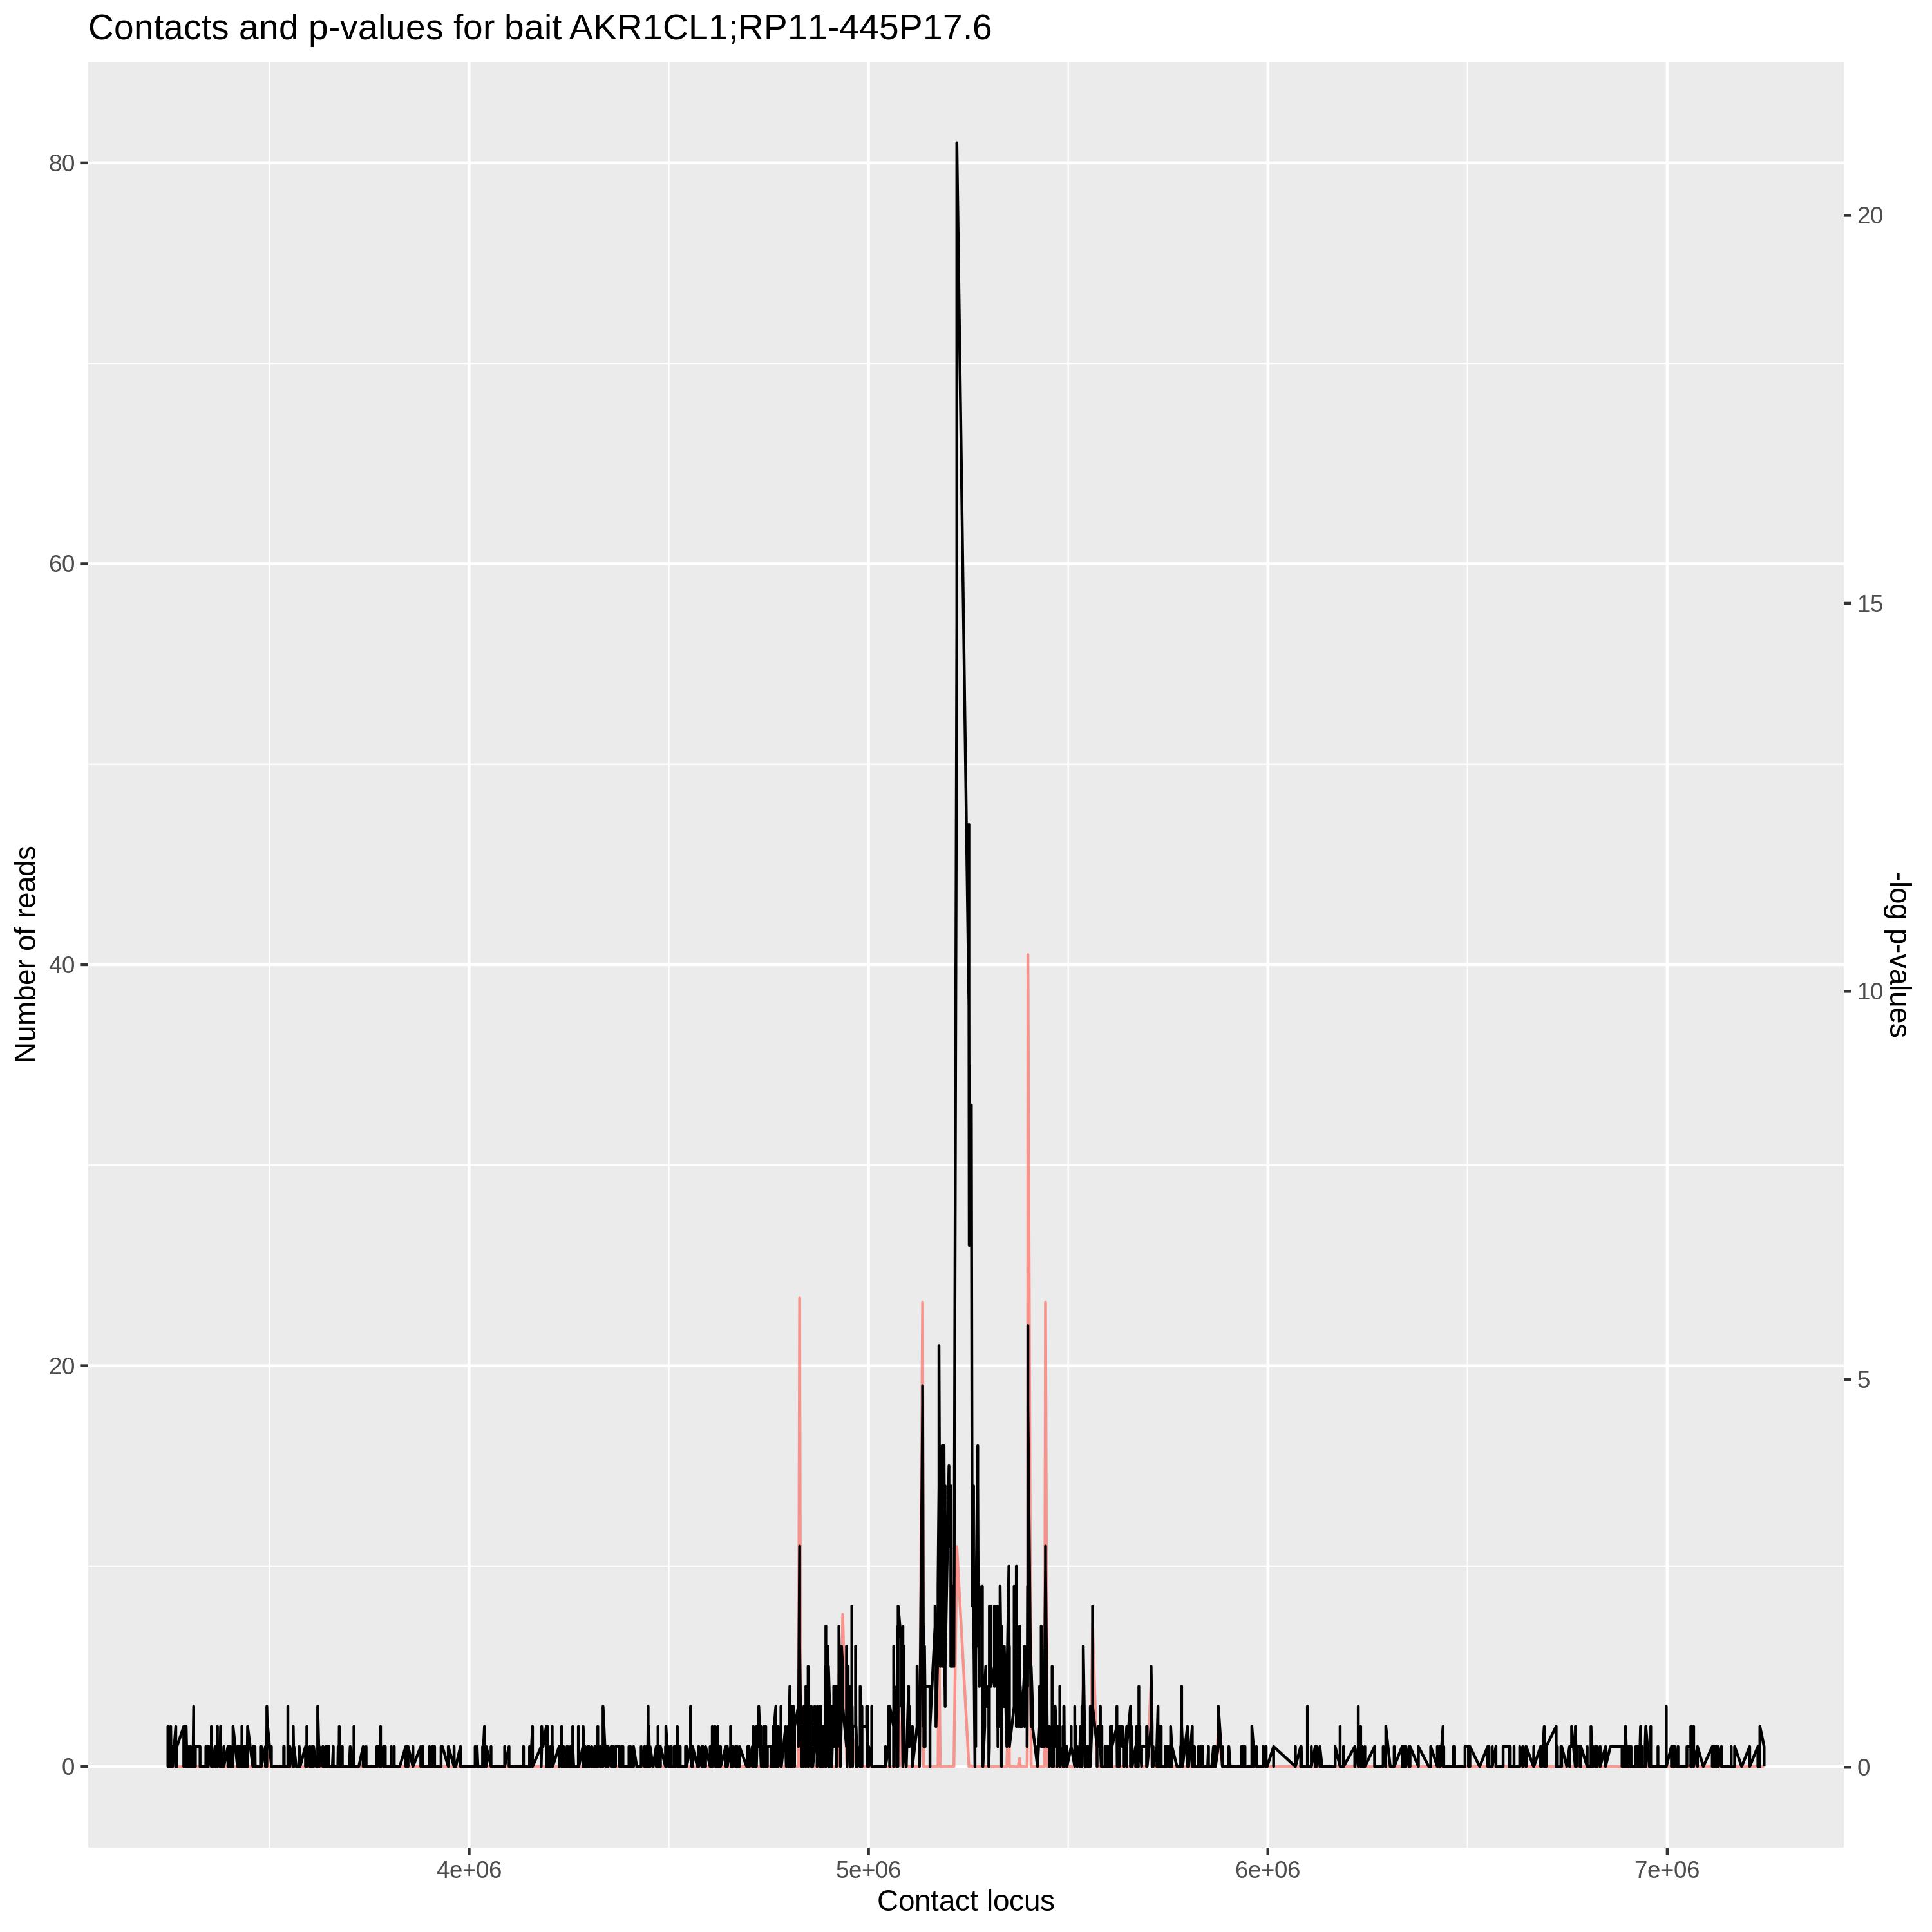 Contacts and p-values for bait AKR1CL1;RP11-445P17.6
80
60
40
20
0
Number of reads
20
15
10
5
0
-log p-values
4e+06
5e+06
6e+06
7e+06
Contact locus